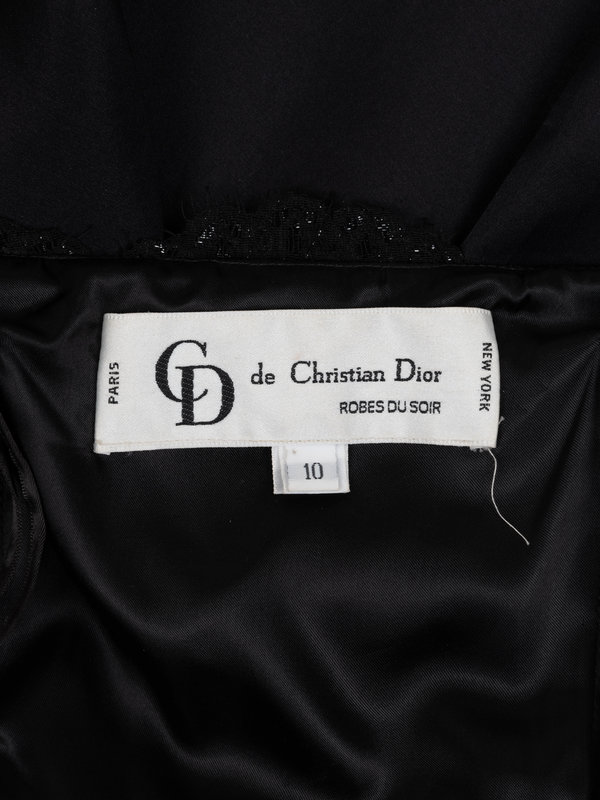 PARIS
CD de Christian Dior
ROBES DU SOIR
NEW YORK
10